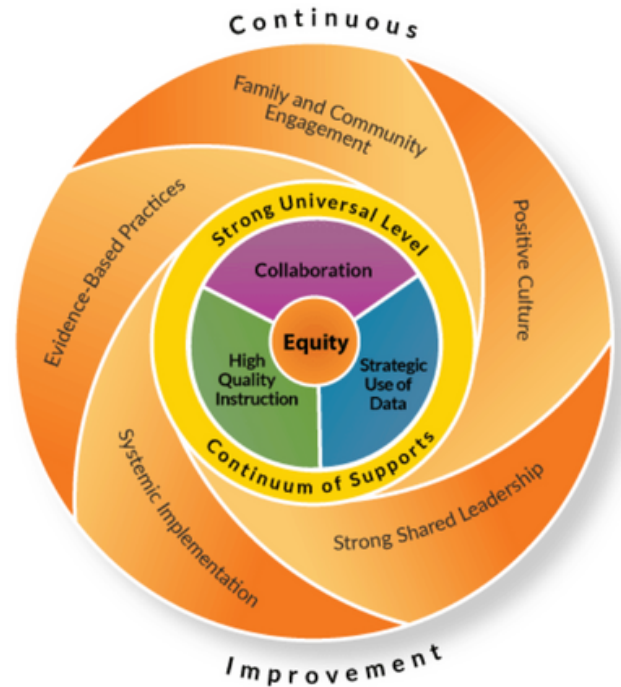 Continuous
Family and Community
Engagement
Positive Culture
Evidence-Based Practices
Strong Universal Level
Collaboration
Equity
High
Quality
Instruction
Strategic
Use of
Data
Continuum of Supports
Systemic Implementation
Strong Shared Leadership
Improvement